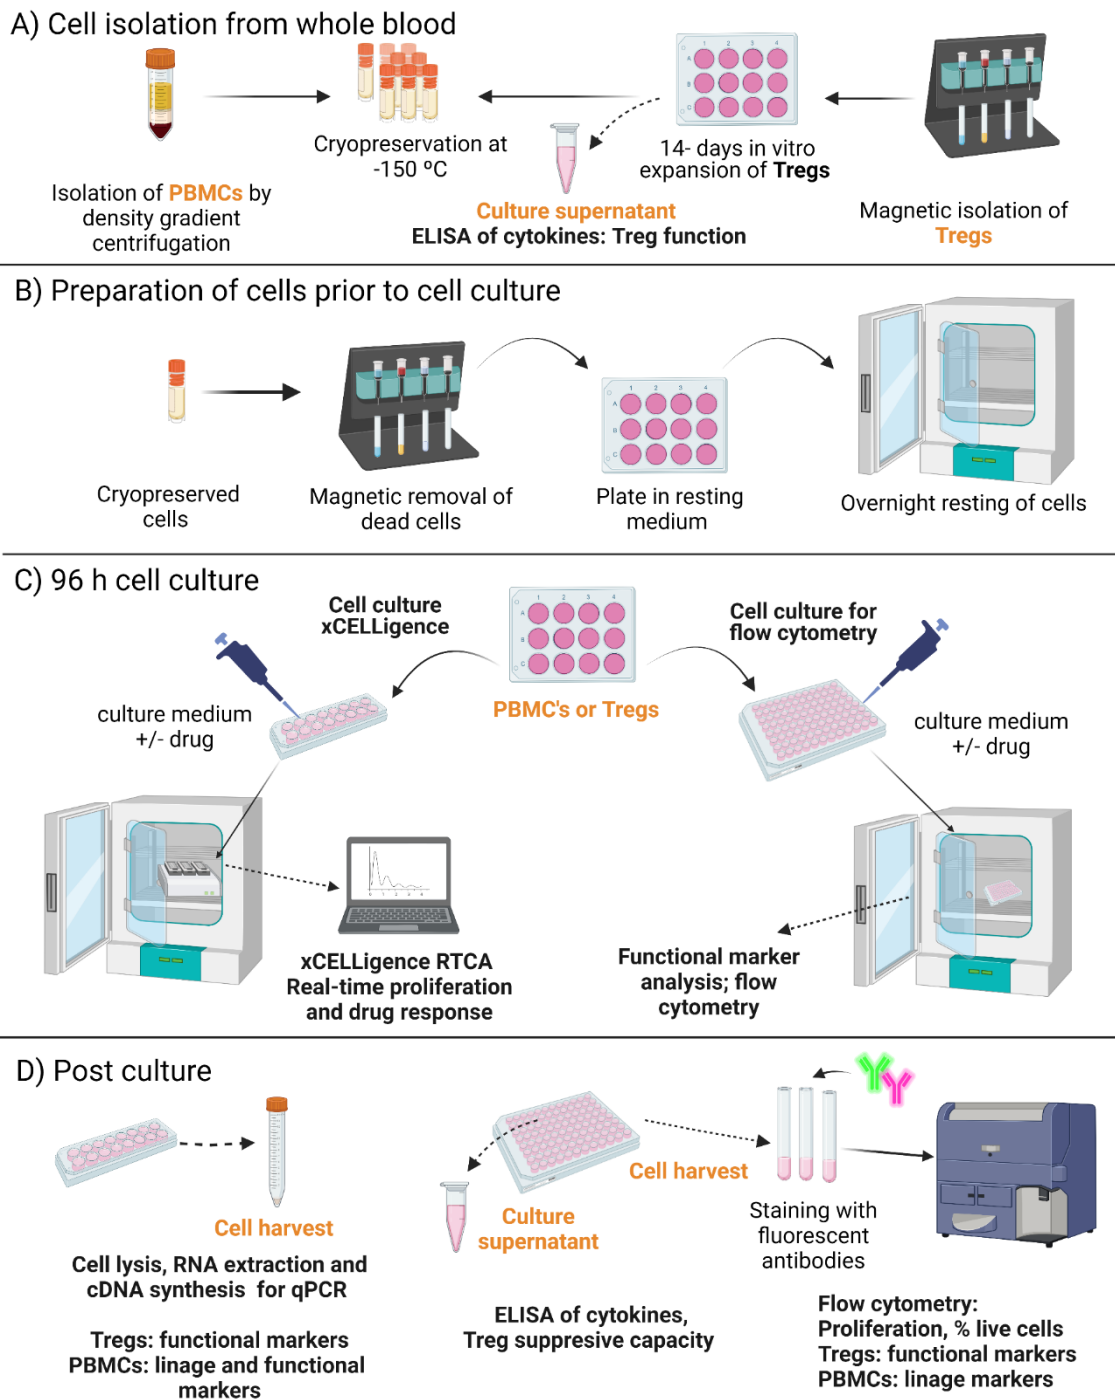 A) Cell isolation from whole blood
Isolation of PBMCs by
density gradient
centrifugation
Cryopreservation at
-150 ºC
Culture supernatant
ELISA of cytokines: Treg function
14- days in vitro
expansion of Tregs
Magnetic isolation of
Tregs
B) Preparation of cells prior to cell culture
Cryopreserved
cells
Magnetic removal of
dead cells
Plate in resting
medium
Overnight resting of cells
C) 96 h cell culture
Cell culture
xCELLigence
PBMC's or Tregs
Cell culture for
flow cytometry
culture medium
+/- drug
culture medium
+/- drug
xCELLigence RTCA
Real-time proliferation
and drug response
Functional marker
analysis; flow
cytometry
D) Post culture
Cell harvest
Cell lysis, RNA extraction and
cDNA synthesis for qPCR
Tregs: functional markers
PBMCs: linage and functional
markers
Culture
supernatant
Cell harvest
ELISA of cytokines,
Treg suppresive capacity
Staining with
fluorescent
antibodies
Flow cytometry:
Proliferation, % live cells
Tregs: functional markers
PBMCs: linage markers